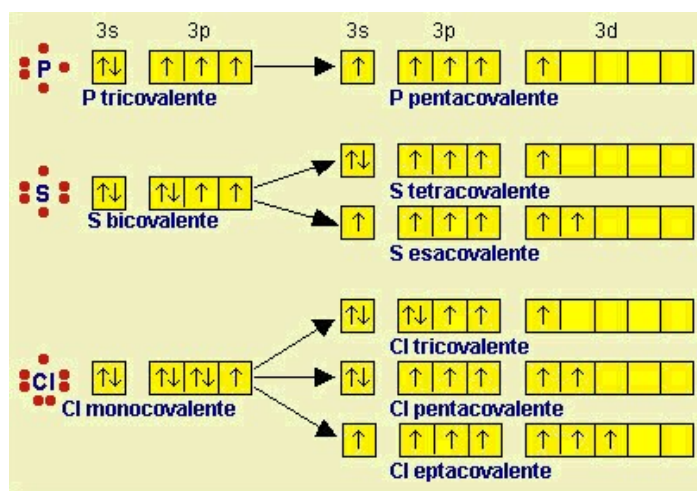 3s 3p 3s 3p 3d
P ↑↓ ↑ ↑ ↑ ↑ ↑ ↑ ↑ ↑
P tricovalente P pentacovalente
↑↓ ↑ ↑ ↑ ↑
S ↑↓ ↑↓ ↑ ↑ S tetracovalente
S bicovalente ↑ ↑ ↑ ↑ ↑ ↑
S esacovalente
↑↓ ↑↓ ↑ ↑ ↑
Cl tricovalente
Cl ↑↓ ↑↓ ↑↓ ↑ ↑↓ ↑ ↑ ↑ ↑ ↑
Cl monocovalente Cl pentacovalente
↑ ↑ ↑ ↑ ↑ ↑ ↑
Cl eptacovalente